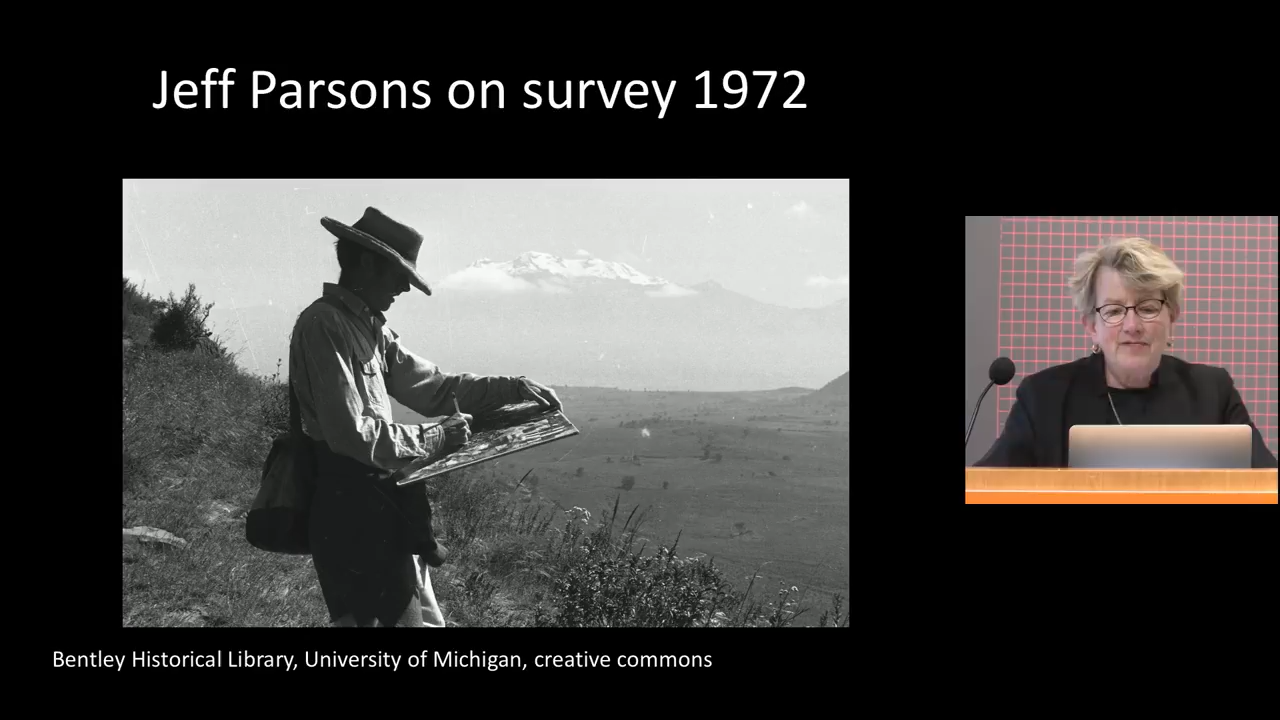 Jeff Parsons on survey 1972
Bentley Historical Library, University of Michigan, creative commons